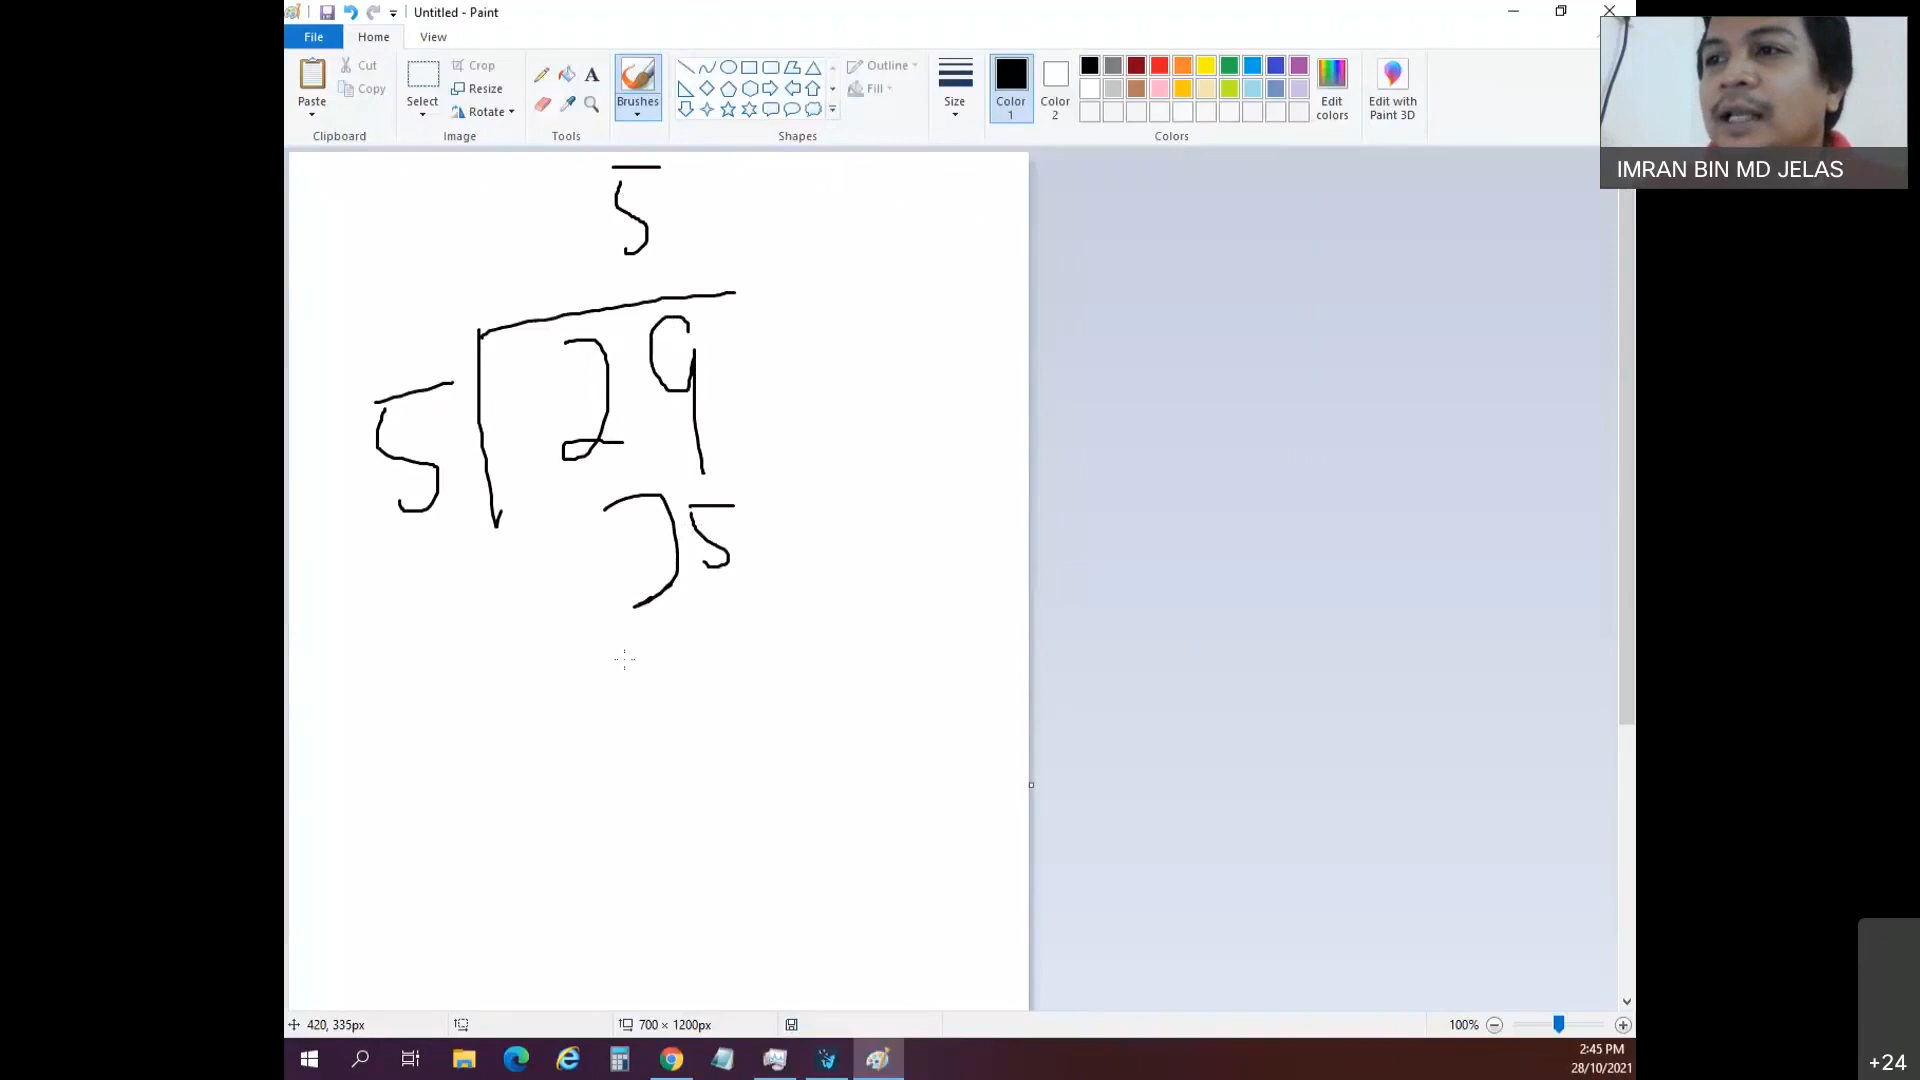 Untitled - Paint
File Home View
Paste
Cut
Copy
Clipboard
Select
Crop
Resize
Rotate
Image
A
Tools
Brushes
Shapes
Outline
Fill
Size
Color 1
Color 2
Colors
Edit colors
Edit with Paint 3D
IMRAN BIN MD JELAS
5
5 29
5
420, 335px
700 × 1200px
100%
2:45 PM
28/10/2021
+24